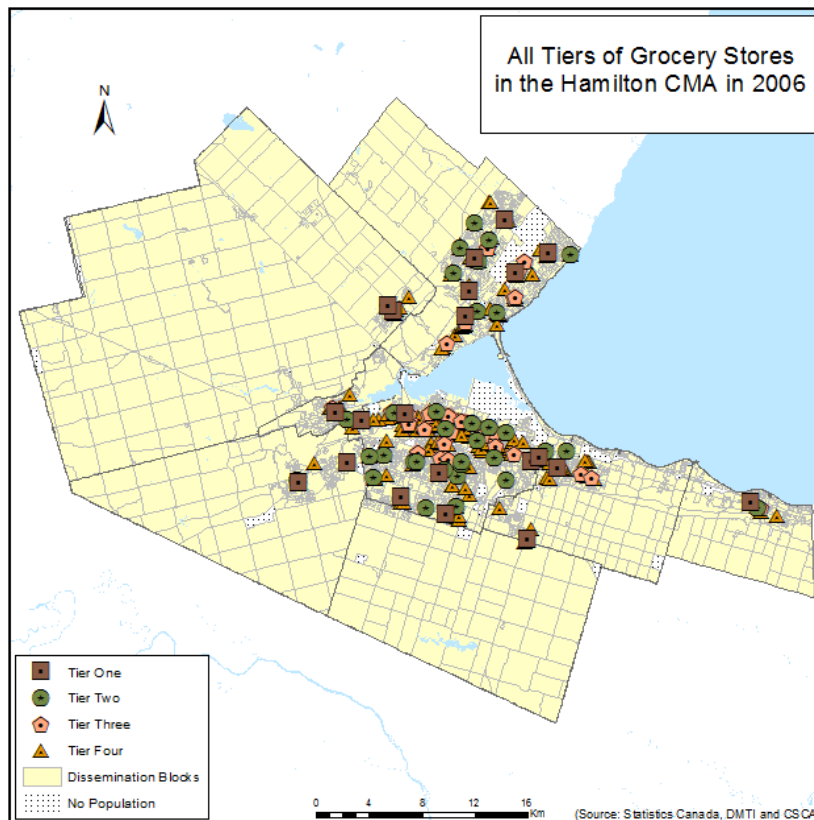 All Tiers of Grocery Stores
in the Hamilton CMA in 2006
N
Tier One
Tier Two
Tier Three
Tier Four
Dissemination Blocks
No Population
0 4 8 12 16
Km
(Source: Statistics Canada, DMTI and CSCA